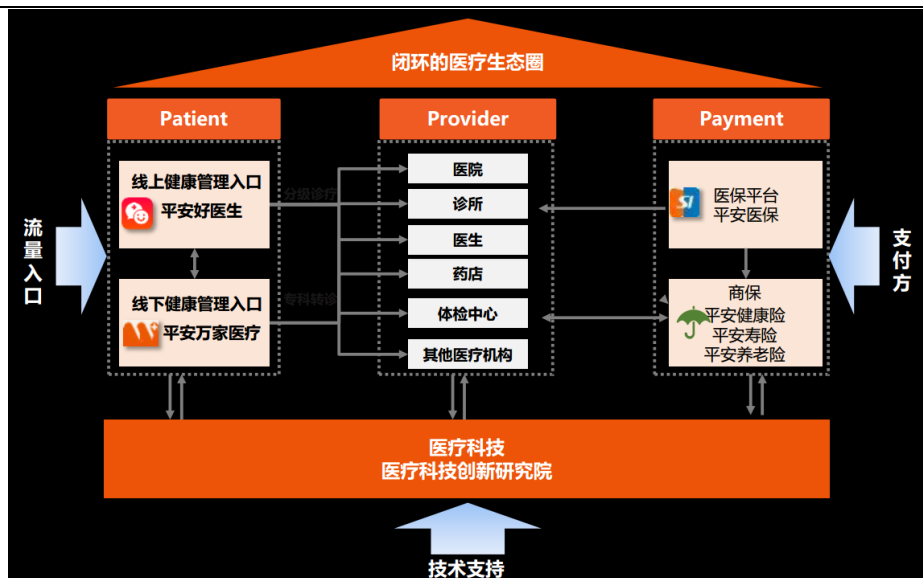 闭环的医疗生态圈
Patient
Provider
Payment
流量入口
线上健康管理入口
平安好医生
线下健康管理入口
平安万家医疗
分级诊疗
专科转诊
医院
诊所
医生
药店
体检中心
其他医疗机构
SI
医保平台
平安医保
商保
平安健康险
平安寿险
平安养老险
支付方
医疗科技
医疗科技创新研究院
技术支持